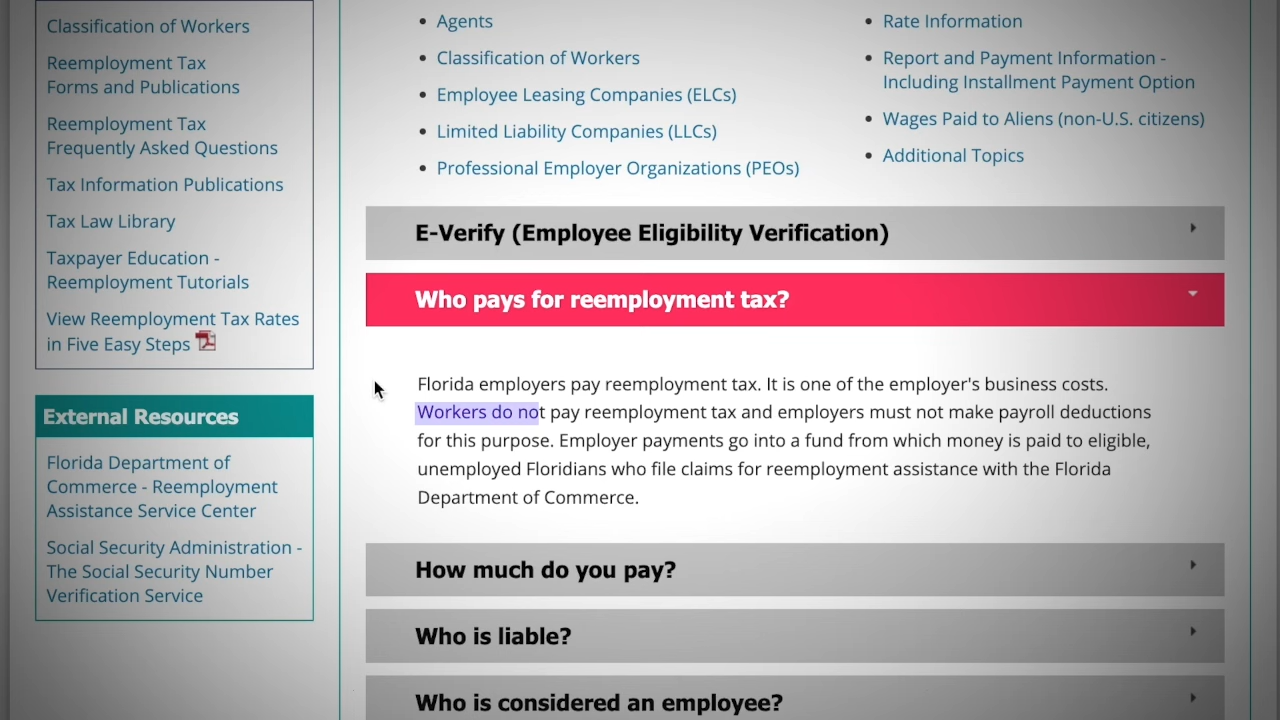 Classification of Workers
Reemployment Tax
Forms and Publications
Reemployment Tax
Frequently Asked Questions
Tax Information Publications
Tax Law Library
Taxpayer Education -
Reemployment Tutorials
View Reemployment Tax Rates
in Five Easy Steps
External Resources
Florida Department of
Commerce - Reemployment
Assistance Service Center
Social Security Administration -
The Social Security Number
Verification Service
Agents
Classification of Workers
Employee Leasing Companies (ELCs)
Limited Liability Companies (LLCs)
Professional Employer Organizations (PEOs)
Rate Information
Report and Payment Information -
Including Installment Payment Option
Wages Paid to Aliens (non-U.S. citizens)
Additional Topics
E-Verify (Employee Eligibility Verification)
Who pays for reemployment tax?
Florida employers pay reemployment tax. It is one of the employer's business costs.
Workers do not pay reemployment tax and employers must not make payroll deductions
for this purpose. Employer payments go into a fund from which money is paid to eligible,
unemployed Floridians who file claims for reemployment assistance with the Florida
Department of Commerce.
How much do you pay?
Who is liable?
Who is considered an employee?